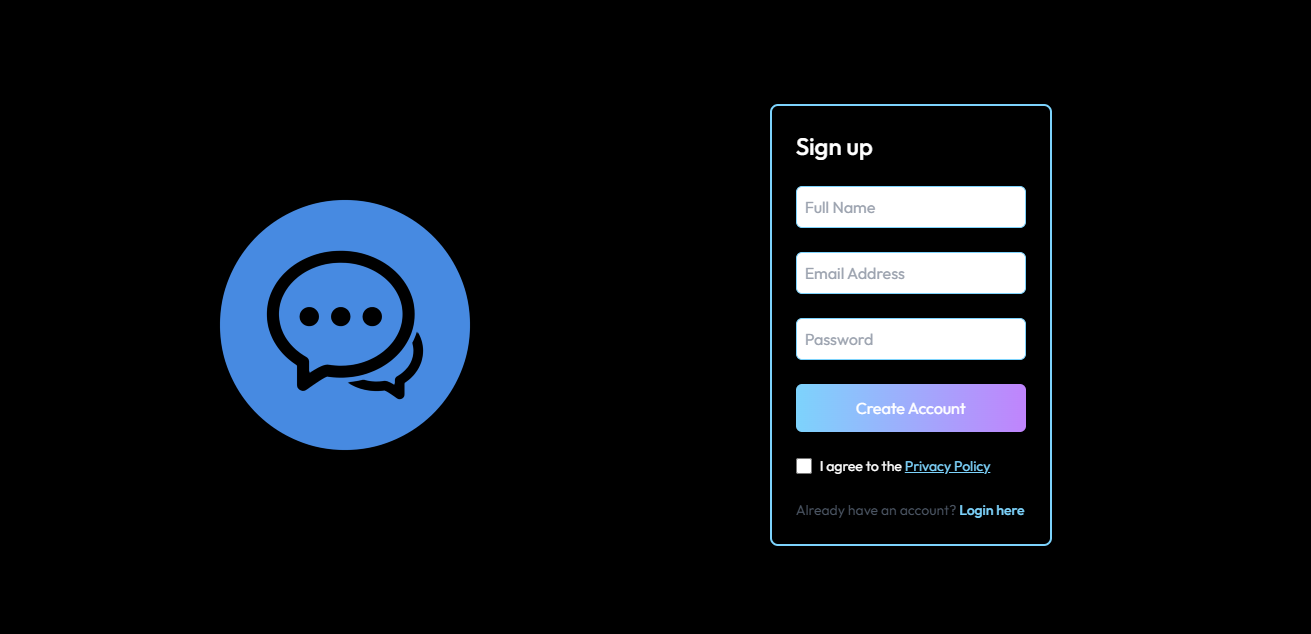 Sign up
Full Name
Email Address
Password
Create Account
I agree to the Privacy Policy
Already have an account? Login here